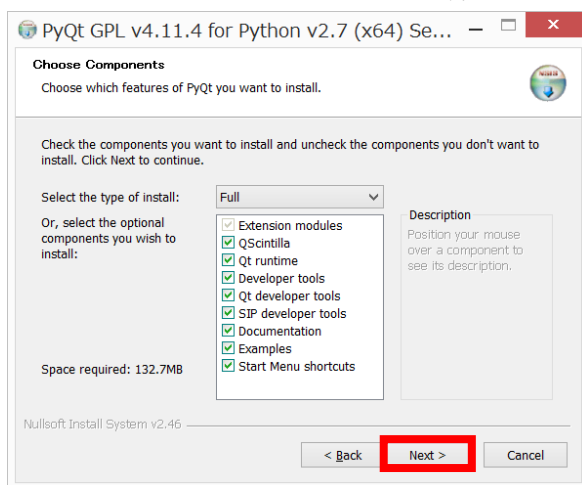 PyQt GPL v4.11.4 for Python v2.7 (x64) Se...
Choose Components
Choose which features of PyQt you want to install.
Check the components you want to install and uncheck the components you don't want to
install. Click Next to continue.
Select the type of install:
Full
Or, select the optional
components you wish to
install:
Extension modules
QScintilla
Qt runtime
Developer tools
Qt developer tools
SIP developer tools
Documentation
Examples
Start Menu shortcuts
Description
Position your mouse
over a component to
see its description.
Space required: 132.7MB
Nullsoft Install System v2.46
< Back
Next >
Cancel